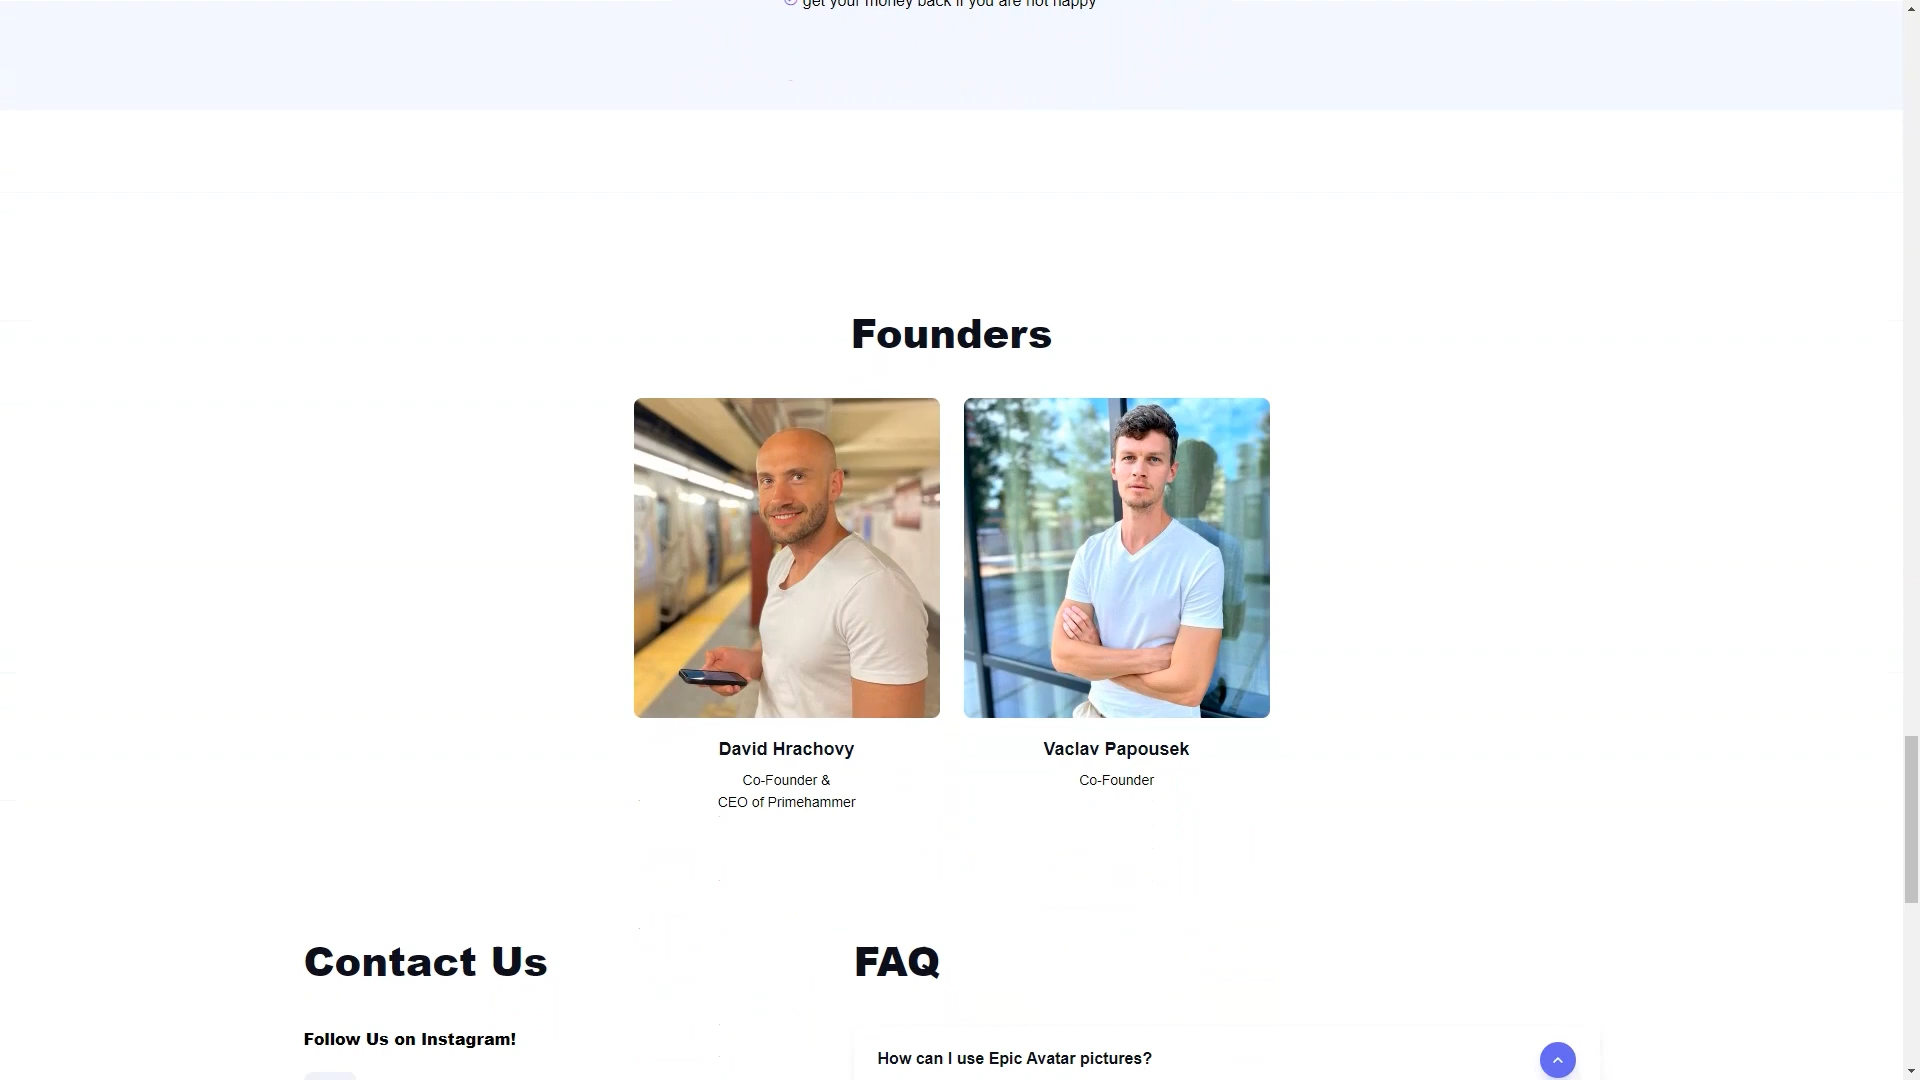 get your money back if you are not happy
Founders
David Hrachovy
Co-Founder &
CEO of Primehammer
Vaclav Papousek
Co-Founder
Contact Us
Follow Us on Instagram!
FAQ
How can I use Epic Avatar pictures?